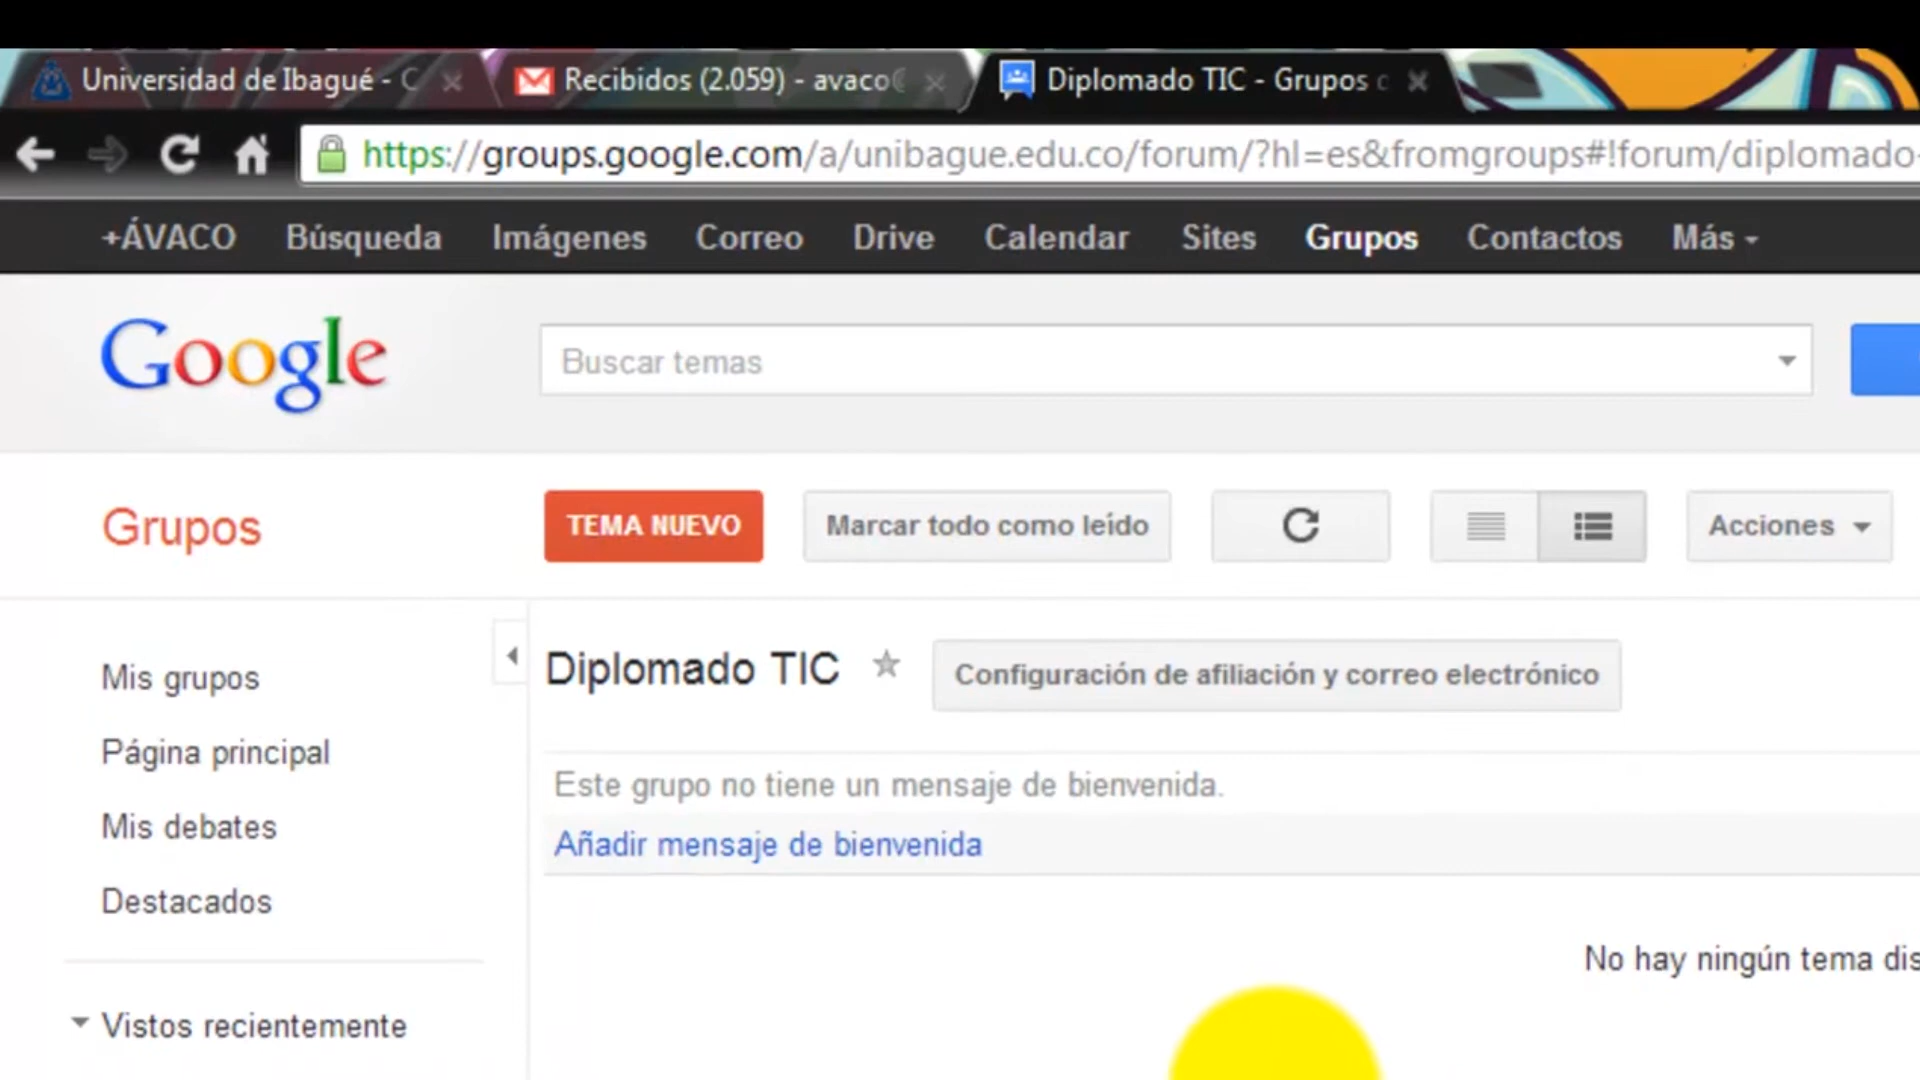 Universidad de Ibagué - C
Recibidos (2.059) - avaco@
Diplomado TIC - Grupos c
https://groups.google.com/a/unibague.edu.co/forum/?hl=es&fromgroups#!forum/diplomado-
+ÁVACO Búsqueda Imágenes Correo Drive Calendar Sites Grupos Contactos Más
Google
Buscar temas
Grupos
TEMA NUEVO
Marcar todo como leído
Acciones
Mis grupos
Página principal
Mis debates
Destacados
Vistos recientemente
Diplomado TIC
Configuración de afiliación y correo electrónico
Este grupo no tiene un mensaje de bienvenida.
Añadir mensaje de bienvenida
No hay ningún tema dis